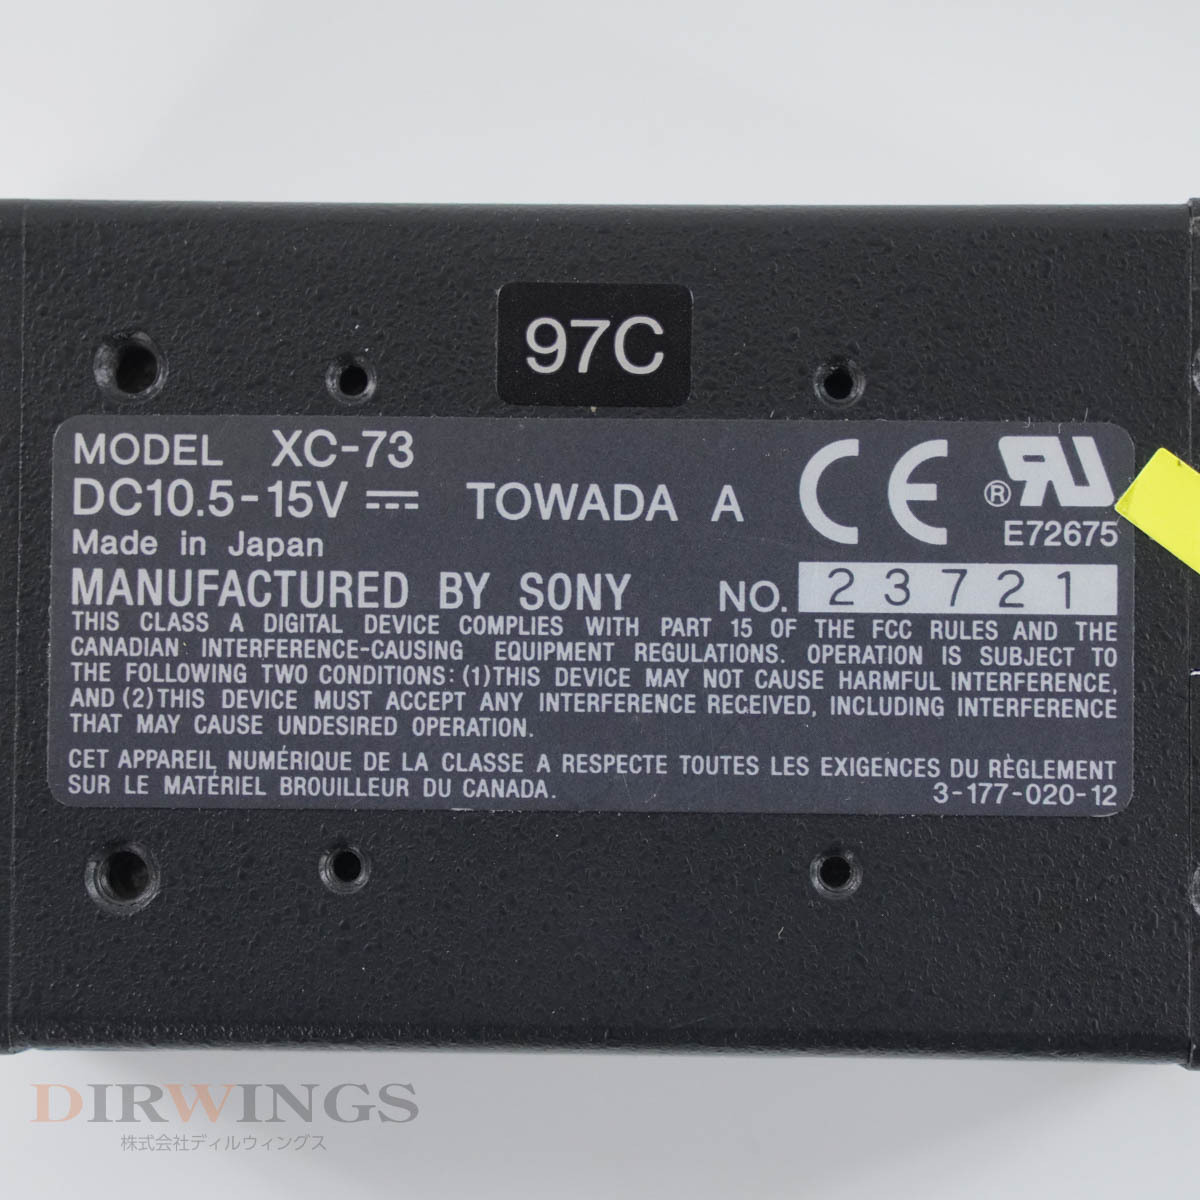 97C
MODEL XC-73
DC10.5-15V ⎓ TOWADA A CE ® RU
E72675
Made in Japan
MANUFACTURED BY SONY NO. 23721
THIS CLASS A DIGITAL DEVICE COMPLIES WITH PART 15 OF THE FCC RULES AND THE
CANADIAN INTERFERENCE-CAUSING EQUIPMENT REGULATIONS. OPERATION IS SUBJECT TO
THE FOLLOWING TWO CONDITIONS: (1) THIS DEVICE MAY NOT CAUSE HARMFUL INTERFERENCE,
AND (2) THIS DEVICE MUST ACCEPT ANY INTERFERENCE RECEIVED, INCLUDING INTERFERENCE
THAT MAY CAUSE UNDESIRED OPERATION.
CET APPAREIL NUMÉRIQUE DE LA CLASSE A RESPECTE TOUTES LES EXIGENCES DU RÈGLEMENT
SUR LE MATÉRIEL BROUILLEUR DU CANADA.
3-177-020-12
DIRWINGS
株式会社ディルウィングス